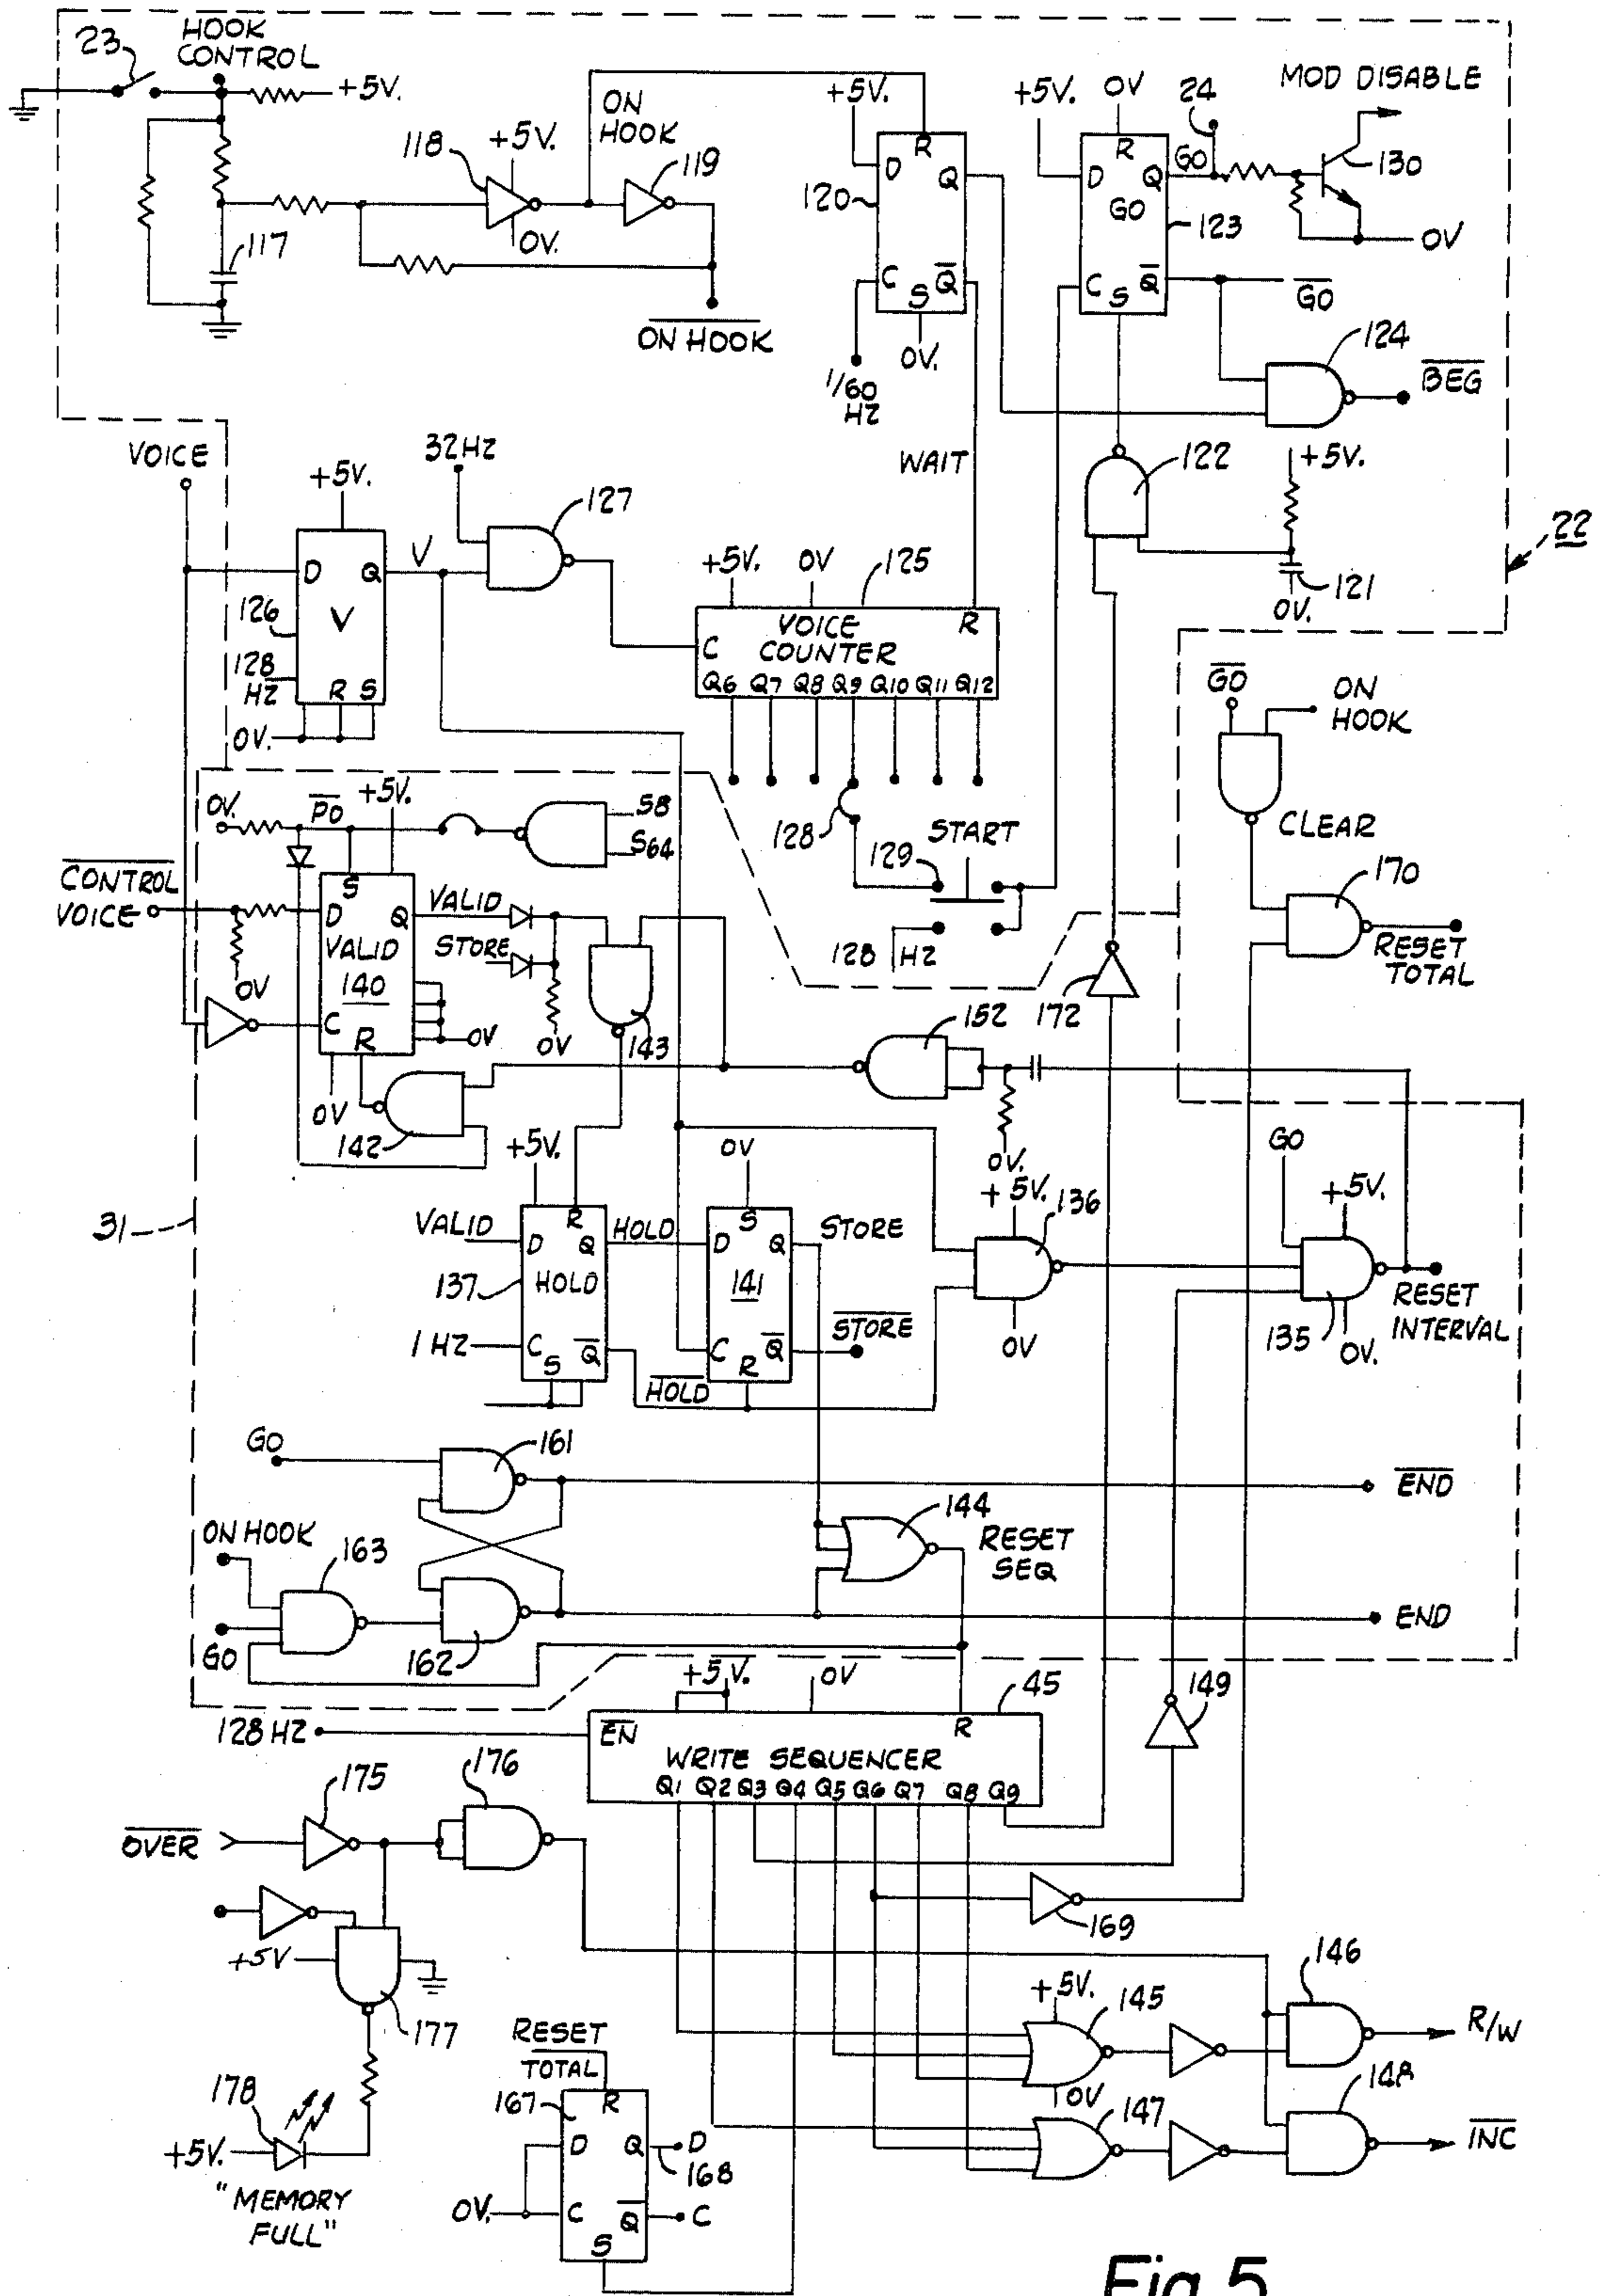 HOOK
CONTROL
23
+5V.
ON
HOOK
118
+5V.
0V.
119
117
ON HOOK
+5V.
120
D
R
Q
C
S
Q
0V.
1/60
HZ
+5V.
0V
24
MOD DISABLE
D
R
Q
GO
GO
123
130
0V
C
S
Q
GO
124
BEG
122
+5V.
121
0V.
22
VOICE
+5V.
32HZ
127
WAIT
D
Q
V
V
126
128
HZ
R
S
0V.
+5V.
0V
125
VOICE
COUNTER
R
C
Q6
Q7
Q8
Q9
Q10
Q11
Q12
GO
ON
HOOK
CLEAR
170
RESET
TOTAL
128
START
129
128
HZ
172
0V.
PO
+5V.
S8
S64
CONTROL
VOICE
0V
S
D
Q
VALID
140
C
R
0V
0V
VALID
STORE
0V
143
142
152
0V.
31
+5V.
VALID
D
R
Q
HOLD
137
1 HZ
C
S
Q
HOLD
HOLD
0V
S
D
Q
141
C
R
Q
STORE
STORE
+5V.
136
0V
GO
+5V.
135
0V.
RESET
INTERVAL
GO
161
END
ON HOOK
163
GO
162
144
RESET
SEQ
END
+5V.
0V
45
128 HZ
EN
R
WRITE SEQUENCER
Q1
Q2
Q3
Q4
Q5
Q6
Q7
Q8
Q9
149
175
176
OVER
169
+5V
177
178
+5V.
"MEMORY
FULL"
RESET
TOTAL
167
R
D
Q
D
168
0V.
C
Q
C
S
+5V.
145
0V
146
R/W
147
148
INC
Fig. 5